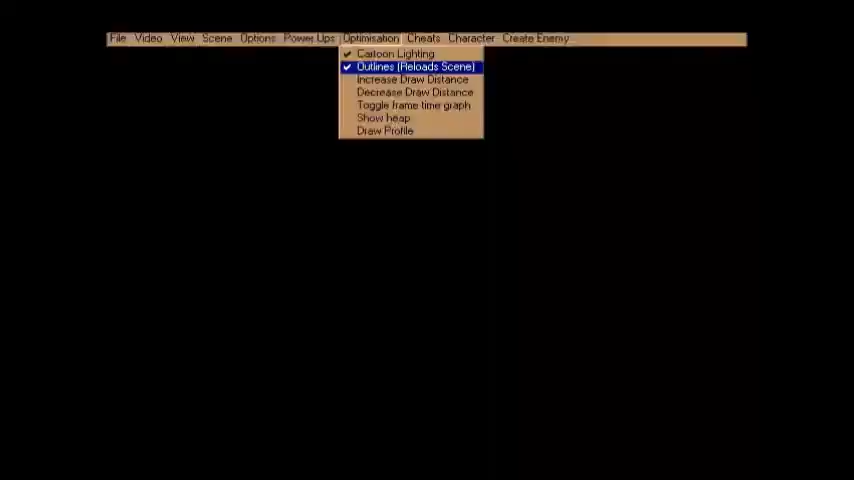 File Video View Scene Options Power Ups Optimisation Cheats Character Create Enemy
Cartoon Lighting
Outlines (Reloads Scene)
Increase Draw Distance
Decrease Draw Distance
Toggle frame time graph
Show heap
Draw Profile